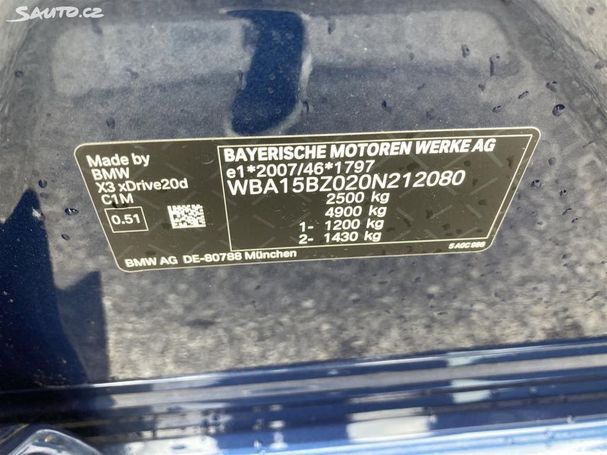 Sauto.cz
Made by
BMW
X3 xDrive20d
C1M
0.51
BAYERISCHE MOTOREN WERKE AG
e1*2007/46*1797
WBA15BZ020N212080
2500 kg
4900 kg
1- 1200 kg
2- 1430 kg
BMW AG DE-80788 München